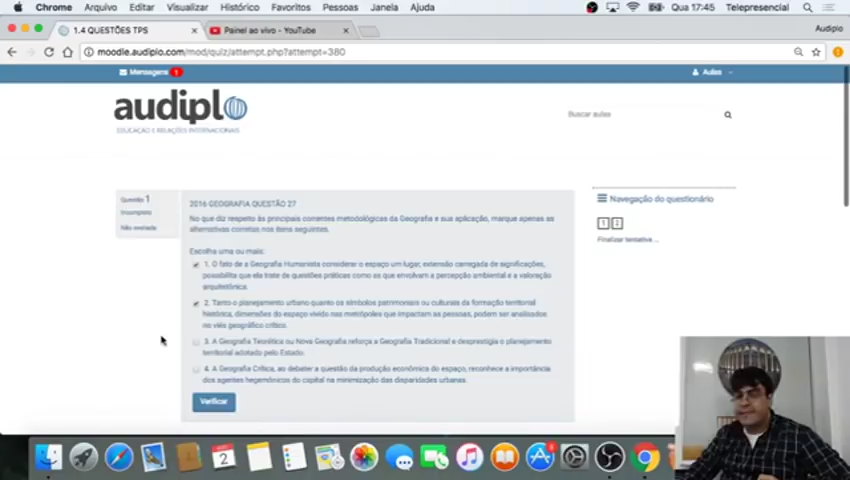 Chrome Arquivo Editar Visualizar Histórico Favoritos Pessoas Janela Ajuda Qua 17:45 Telepresencial
1.4 QUESTÕES TPS Painel ao vivo - YouTube Audiplo
moodle.audiplo.com/mod/quiz/attempt.php?attempt=380
Mensagens 1 Aulas
audiplo
EDUCAÇÃO E RELAÇÕES INTERNACIONAIS
Buscar aulas
Questão 1
Incompleto
Não avaliada
2016 GEOGRAFIA QUESTÃO 27
No que diz respeito às principais correntes metodológicas da Geografia e sua aplicação, marque apenas as
alternativas corretas nos itens seguintes.
Escolha uma ou mais:
1. O fato de a Geografia Humanista considerar o espaço um lugar, extensão carregada de significações,
possibilita que ela trate de questões práticas como as que envolvem a percepção ambiental e a valoração
arquitetônica.
2. Tanto o planejamento urbano quanto os símbolos patrimoniais ou culturais da formação territorial
histórica, dimensões do espaço vivido nas metrópoles que impactam as pessoas, podem ser analisados
no viés geográfico crítico.
3. A Geografia Teorética ou Nova Geografia reforça a Geografia Tradicional e desprestigia o planejamento
territorial adotado pelo Estado.
4. A Geografia Crítica, ao debater a questão da produção econômica do espaço, reconhece a importância
dos agentes hegemônicos do capital na minimização das disparidades urbanas.
Verificar
Navegação do questionário
1 2
Finalizar tentativa ...
2